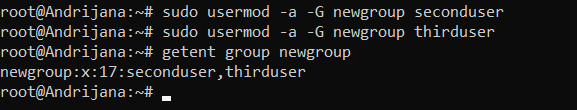 root@Andrijana:~# sudo usermod -a -G newgroup seconduser
root@Andrijana:~# sudo usermod -a -G newgroup thirduser
root@Andrijana:~# getent group newgroup
newgroup:x:17:seconduser,thirduser
root@Andrijana:~#